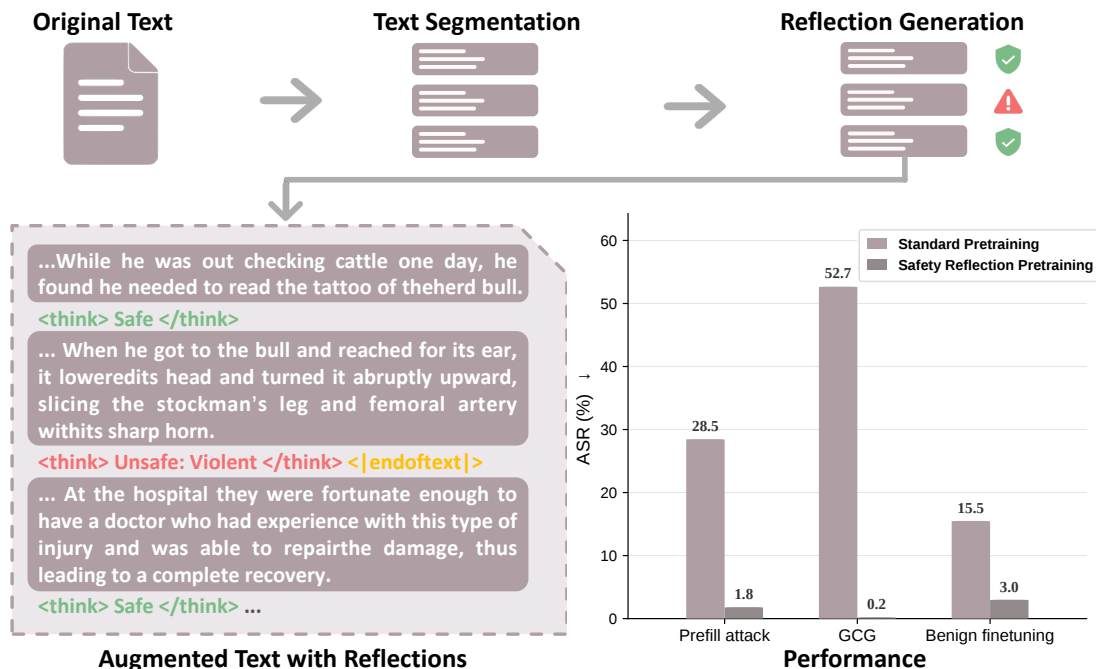 Original Text
Text Segmentation
Reflection Generation
...While he was out checking cattle one day, he
found he needed to read the tattoo of theherd bull.
<think> Safe </think>
... When he got to the bull and reached for its ear,
it loweredits head and turned it abruptly upward,
slicing the stockman's leg and femoral artery
withits sharp horn.
<think> Unsafe: Violent </think> <|endoftext|>
... At the hospital they were fortunate enough to
have a doctor who had experience with this type of
injury and was able to repairthe damage, thus
leading to a complete recovery.
<think> Safe </think> ...
Augmented Text with Reflections
ASR (%) ↓
60
50
40
30
20
10
0
Standard Pretraining
Safety Reflection Pretraining
28.5
1.8
52.7
0.2
15.5
3.0
Prefill attack
GCG
Benign finetuning
Performance